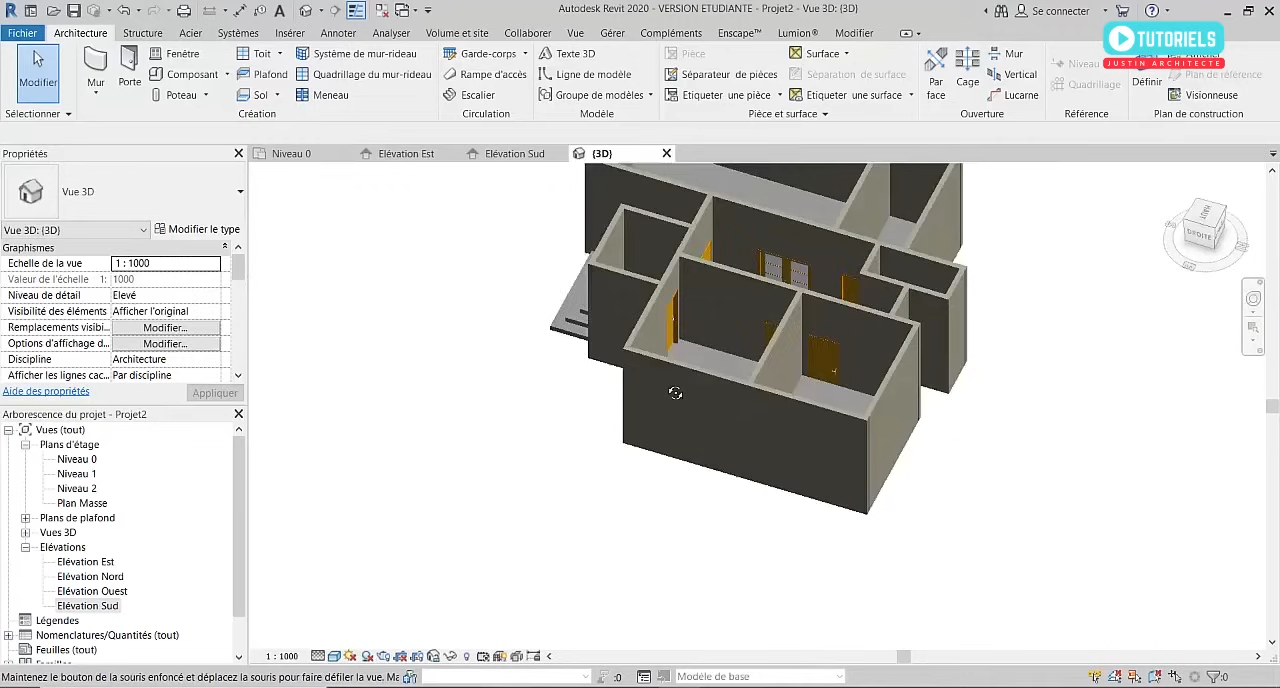 Autodesk Revit 2020 - VERSION ETUDIANTE - Projet2 - Vue 3D: {3D}
Se connecter
Fichier Architecture Structure Acier Systèmes Insérer Annoter Analyser Volume et site Collaborer Vue Gérer Compléments Enscape™ Lumion® Modifier
TUTORIELS
JUSTIN ARCHITECTE
Modifier
Mur
Porte
Fenêtre
Composant
Poteau
Toit
Plafond
Sol
Système de mur-rideau
Quadrillage du mur-rideau
Meneau
Rampe d'accès
Escalier
Texte 3D
Ligne de modèle
Groupe de modèles
Pièce
Séparateur de pièces
Etiqueter une pièce
Surface
Séparation de surface
Etiqueter une surface
Par face
Cage
Mur
Vertical
Lucarne
Niveau
Quadrillage
Définir
Plan de référence
Visionneuse
Sélectionner
Création
Circulation
Modèle
Pièce et surface
Ouverture
Référence
Plan de construction
Propriétés
Niveau 0
Elévation Est
Elévation Sud
{3D}
Vue 3D
Vue 3D: {3D}
Modifier le type
Graphismes
Echelle de la vue 1 : 1000
Valeur de l'échelle 1: 1000
Niveau de détail Elevé
Visibilité des éléments Afficher l'original
Remplacements visibi... Modifier...
Options d'affichage d... Modifier...
Discipline Architecture
Afficher les lignes cac... Par discipline
Aide des propriétés
Appliquer
Arborescence du projet - Projet2
Vues (tout)
Plans d'étage
Niveau 0
Niveau 1
Niveau 2
Plan Masse
Plans de plafond
Vues 3D
Elévations
Elévation Est
Elévation Nord
Elévation Ouest
Elévation Sud
Légendes
Nomenclatures/Quantités (tout)
Feuilles (tout)
DROITE
1 : 1000
Maintenez le bouton de la souris enfoncé et déplacez la souris pour faire défiler la vue.
:0
Modèle de base
:0